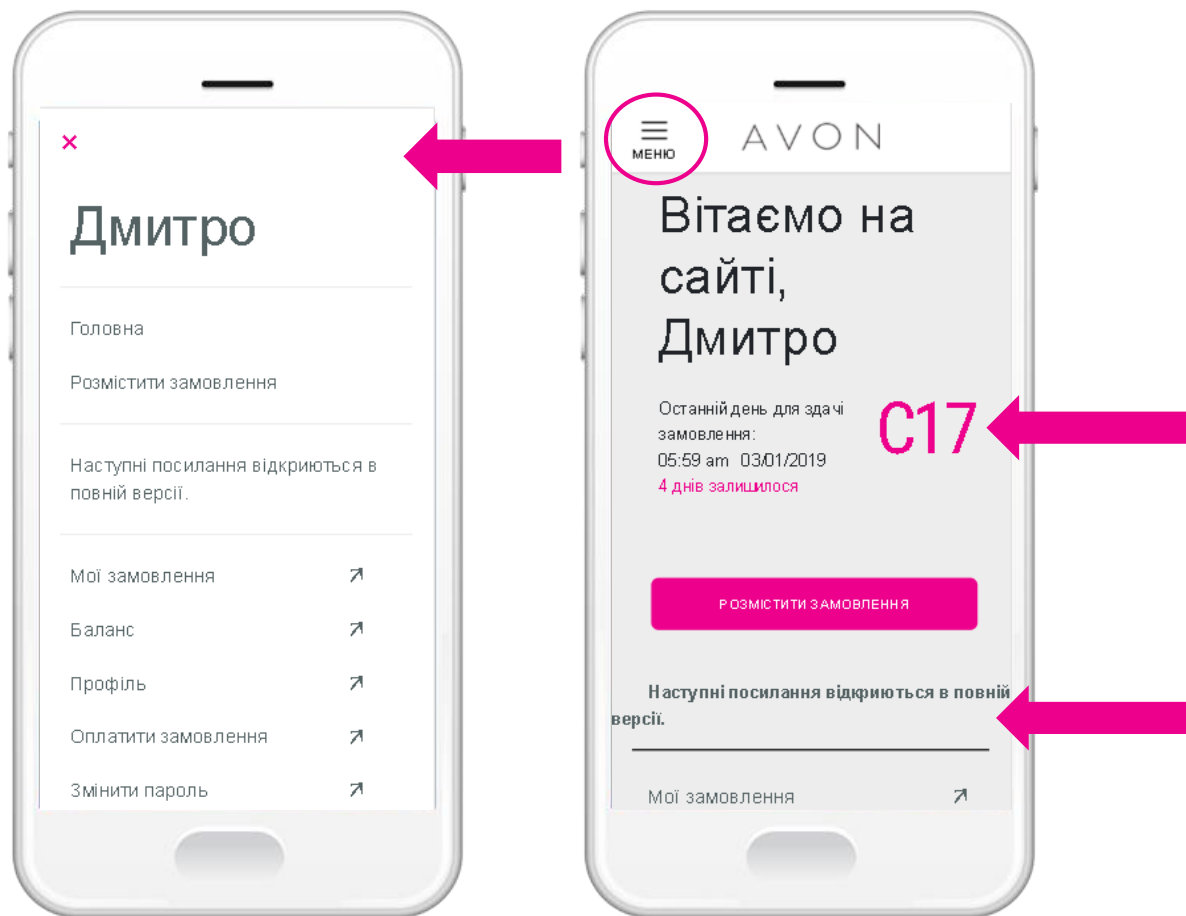 ×
Дмитро
Головна
Розмістити замовлення
Наступні посилання відкриються в
повній версії.
Мої замовлення
Баланс
Профіль
Оплатити замовлення
Змінити пароль
МЕНЮ
AVON
Вітаємо на
сайті,
Дмитро
Останній день для здачі
замовлення:
05:59 am 03/01/2019
4 днів залишилося
C17
РОЗМІСТИТИ ЗАМОВЛЕННЯ
Наступні посилання відкриються в повній
версії.
Мої замовлення